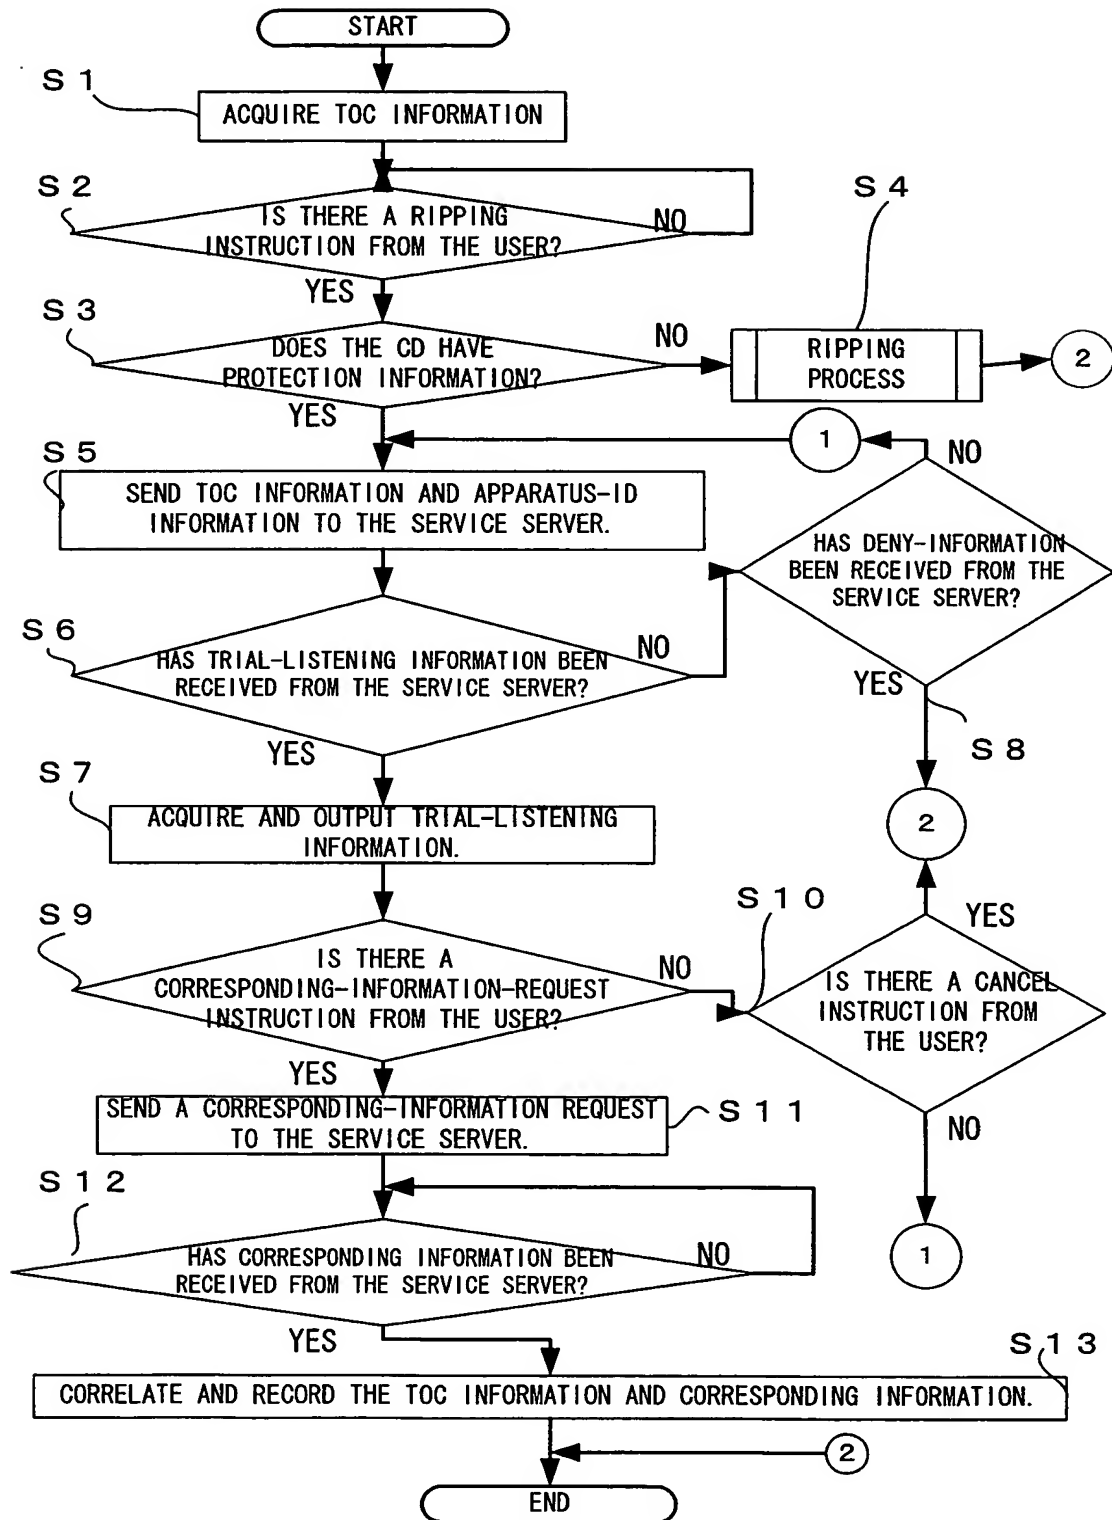 START
S1
ACQUIRE TOC INFORMATION
S2
IS THERE A RIPPING
INSTRUCTION FROM THE USER?
NO
YES
S3
DOES THE CD HAVE
PROTECTION INFORMATION?
NO
YES
S4
RIPPING
PROCESS
2
1
S5
SEND TOC INFORMATION AND APPARATUS-ID
INFORMATION TO THE SERVICE SERVER.
NO
HAS DENY-INFORMATION
BEEN RECEIVED FROM THE
SERVICE SERVER?
YES
S8
S6
HAS TRIAL-LISTENING INFORMATION BEEN
RECEIVED FROM THE SERVICE SERVER?
NO
YES
S7
ACQUIRE AND OUTPUT TRIAL-LISTENING
INFORMATION.
2
S9
IS THERE A
CORRESPONDING-INFORMATION-REQUEST
INSTRUCTION FROM THE USER?
NO
YES
S10
YES
IS THERE A CANCEL
INSTRUCTION FROM
THE USER?
NO
1
SEND A CORRESPONDING-INFORMATION REQUEST
TO THE SERVICE SERVER.
S11
S12
HAS CORRESPONDING INFORMATION BEEN
RECEIVED FROM THE SERVICE SERVER?
NO
YES
S13
CORRELATE AND RECORD THE TOC INFORMATION AND CORRESPONDING INFORMATION.
2
END